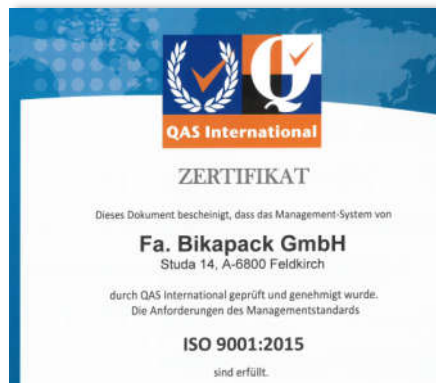 QAS International
ZERTIFIKAT
Dieses Dokument bescheinigt, dass das Management-System von
Fa. Bikapack GmbH
Studa 14, A-6800 Feldkirch
durch QAS International geprüft und genehmigt wurde.
Die Anforderungen des Managementstandards
ISO 9001:2015
sind erfüllt.